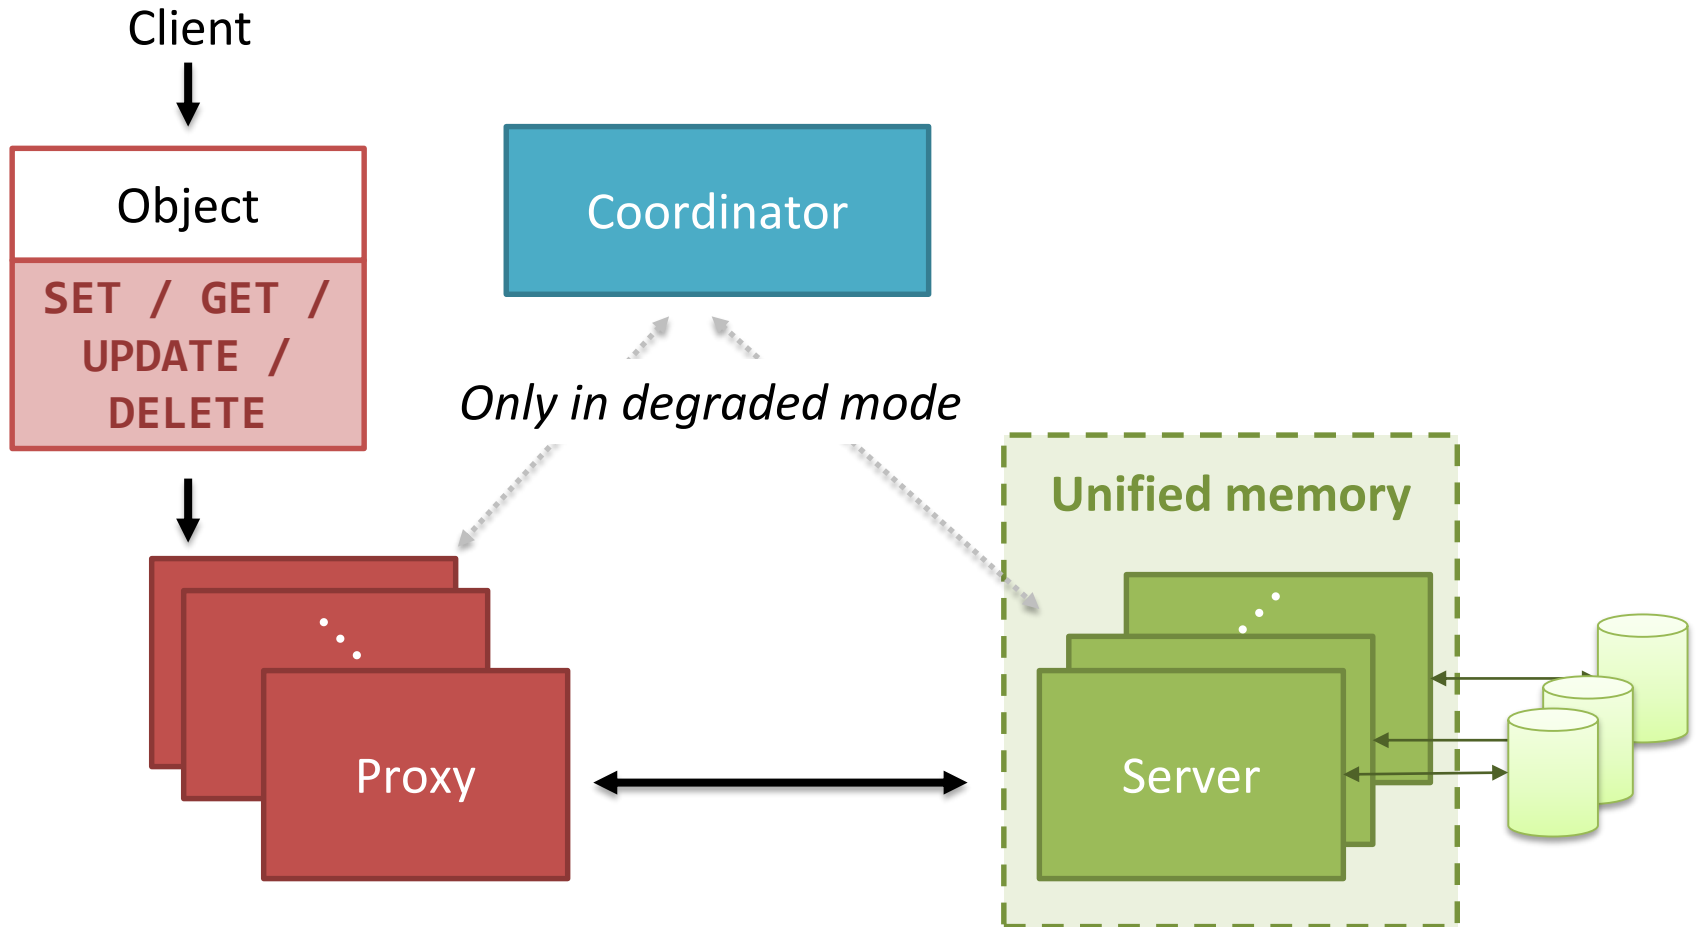 Client
Object
SET / GET /
UPDATE /
DELETE
Coordinator
Only in degraded mode
Unified memory
Proxy
Server